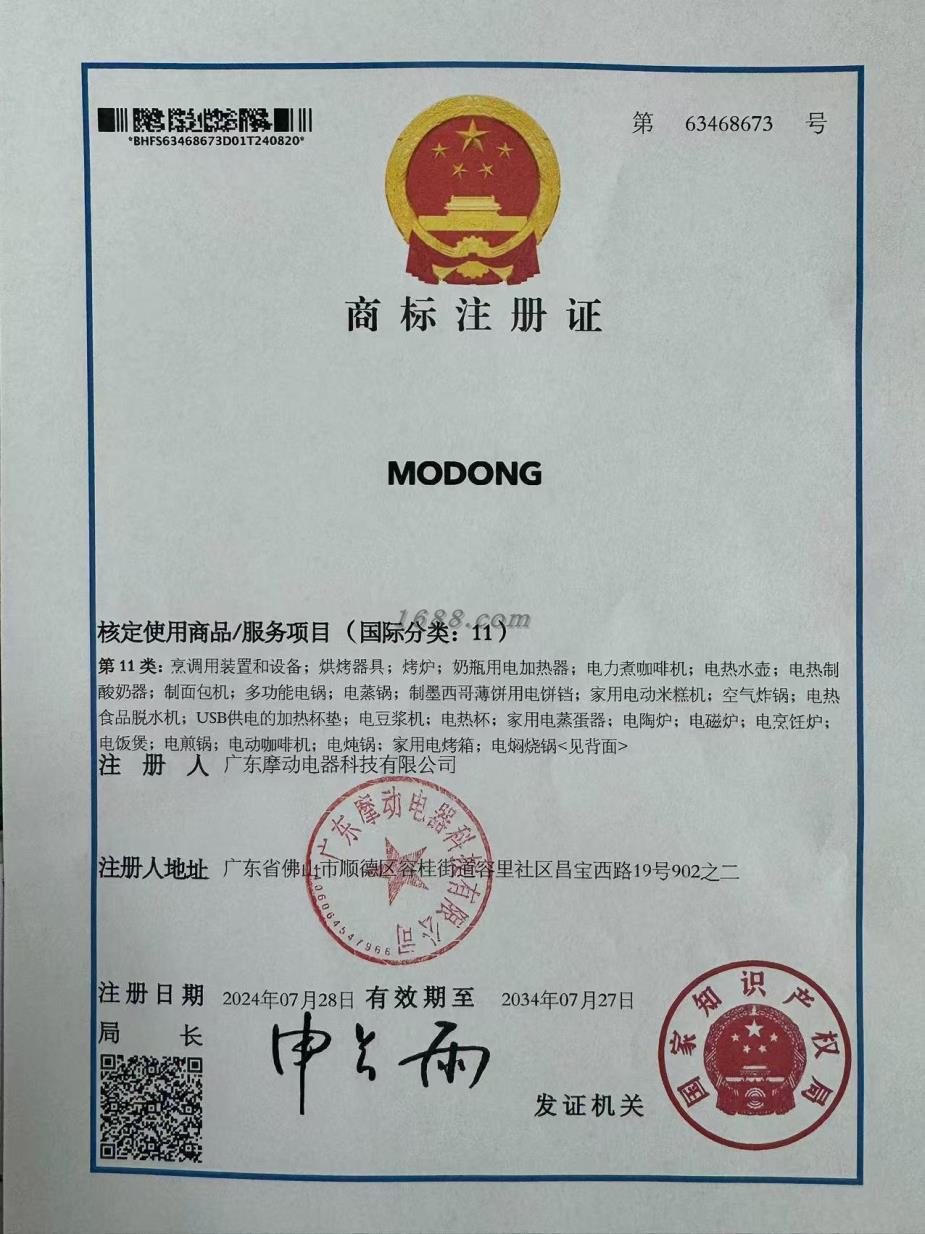 *BHFS63468673D01T240820*
第 63468673 号
商标注册证
MODONG
1688.com
核定使用商品/服务项目（国际分类：11）
第 11 类：烹调用装置和设备；烘烤器具；烤炉；奶瓶用电加热器；电力煮咖啡机；电热水壶；电热制
酸奶器；制面包机；多功能电锅；电蒸锅；制墨西哥薄饼用电饼铛；家用电动米糕机；空气炸锅；电热
食品脱水机；USB供电的加热杯垫；电豆浆机；电热杯；家用电蒸蛋器；电陶炉；电磁炉；电烹饪炉；
电饭煲；电煎锅；电动咖啡机；电炖锅；家用电烤箱；电焖烧锅<见背面>
注册人 广东摩动电器科技有限公司
广东摩动电器科技有限公司
注册人地址 广东省佛山市顺德区容桂街道容里社区昌宝西路19号902之二
注册日期 2024年07月28日 有效期至 2034年07月27日
局长 申长雨
发证机关
国家知识产权局